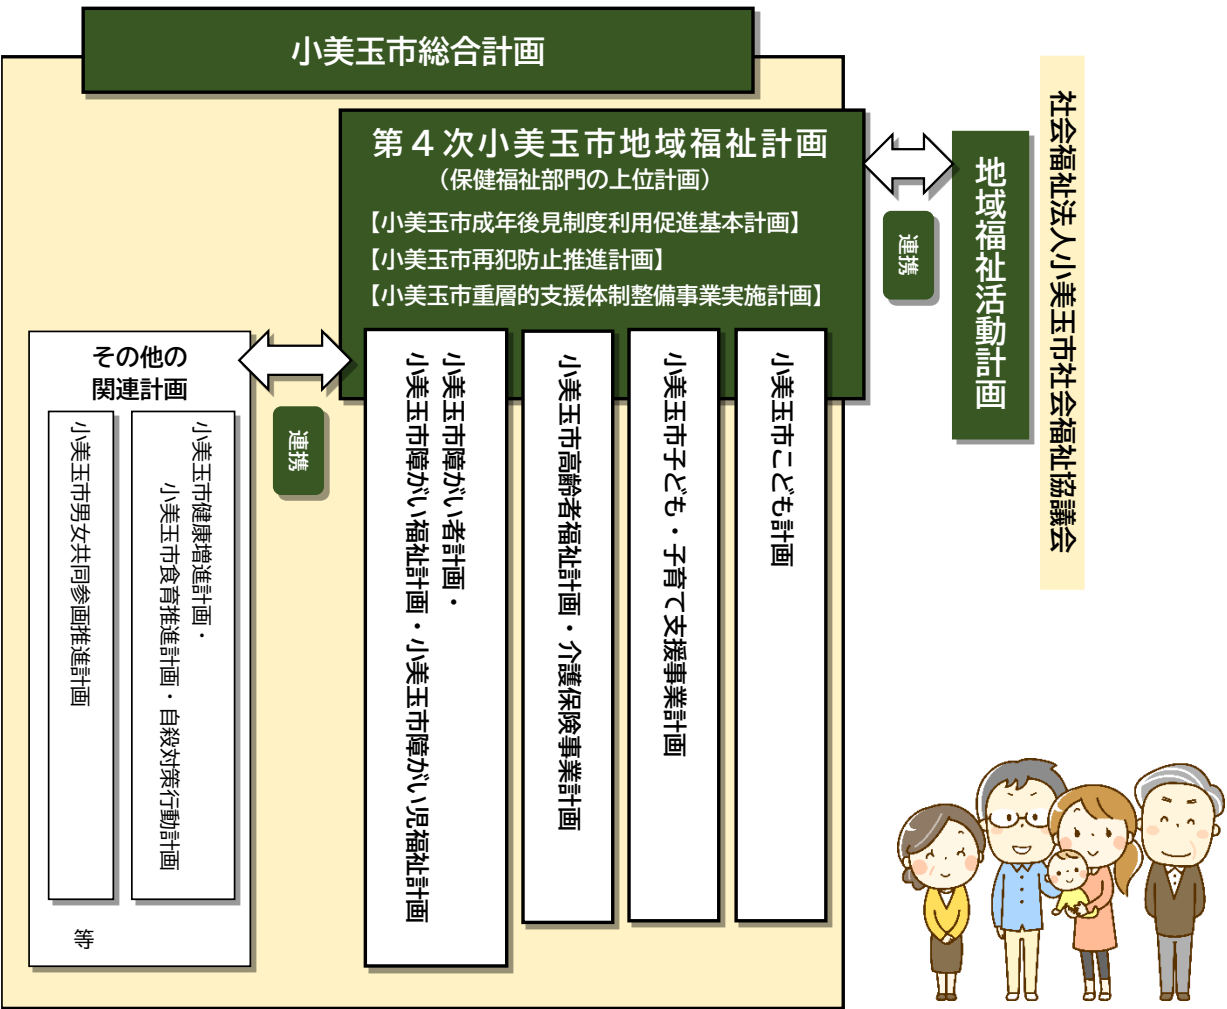 小美玉市総合計画
第４次小美玉市地域福祉計画
（保健福祉部門の上位計画）
【小美玉市成年後見制度利用促進基本計画】
【小美玉市再犯防止推進計画】
【小美玉市重層的支援体制整備事業実施計画】
社会福祉法人小美玉市社会福祉協議会
地域福祉活動計画
連携
小美玉市こども計画
小美玉市子ども・子育て支援事業計画
小美玉市高齢者福祉計画・介護保険事業計画
小美玉市障がい者計画・
小美玉市障がい福祉計画・小美玉市障がい児福祉計画
連携
その他の
関連計画
小美玉市健康増進計画・
小美玉市食育推進計画・自殺対策行動計画
小美玉市男女共同参画推進計画
等